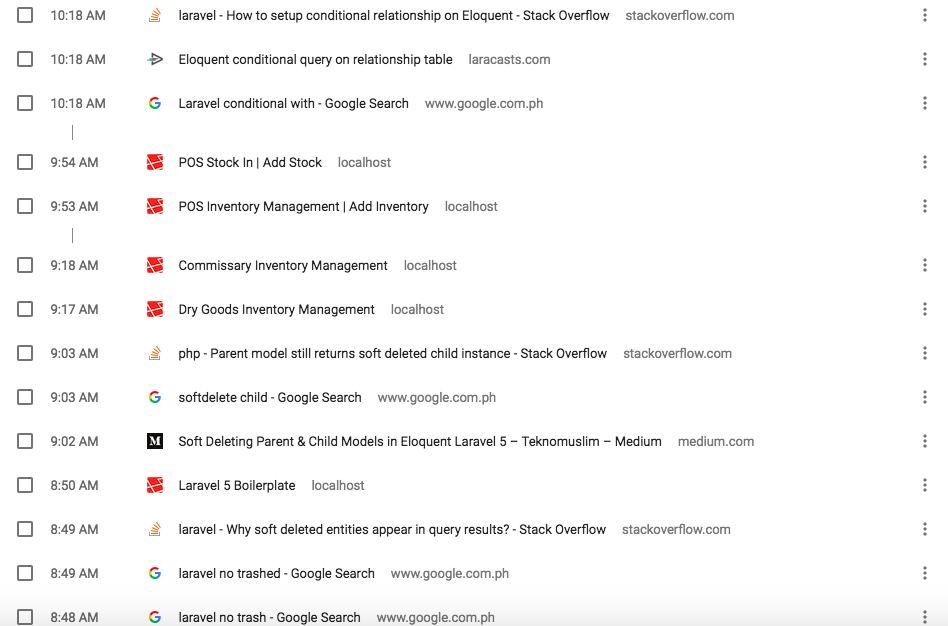 10:18 AM laravel - How to setup conditional relationship on Eloquent - Stack Overflow stackoverflow.com
10:18 AM Eloquent conditional query on relationship table laracasts.com
10:18 AM Laravel conditional with - Google Search www.google.com.ph
9:54 AM POS Stock In | Add Stock localhost
9:53 AM POS Inventory Management | Add Inventory localhost
9:18 AM Commissary Inventory Management localhost
9:17 AM Dry Goods Inventory Management localhost
9:03 AM php - Parent model still returns soft deleted child instance - Stack Overflow stackoverflow.com
9:03 AM softdelete child - Google Search www.google.com.ph
9:02 AM M Soft Deleting Parent & Child Models in Eloquent Laravel 5 – Teknomuslim – Medium medium.com
8:50 AM Laravel 5 Boilerplate localhost
8:49 AM laravel - Why soft deleted entities appear in query results? - Stack Overflow stackoverflow.com
8:49 AM laravel no trashed - Google Search www.google.com.ph
8:48 AM laravel no trash - Google Search www.google.com.ph